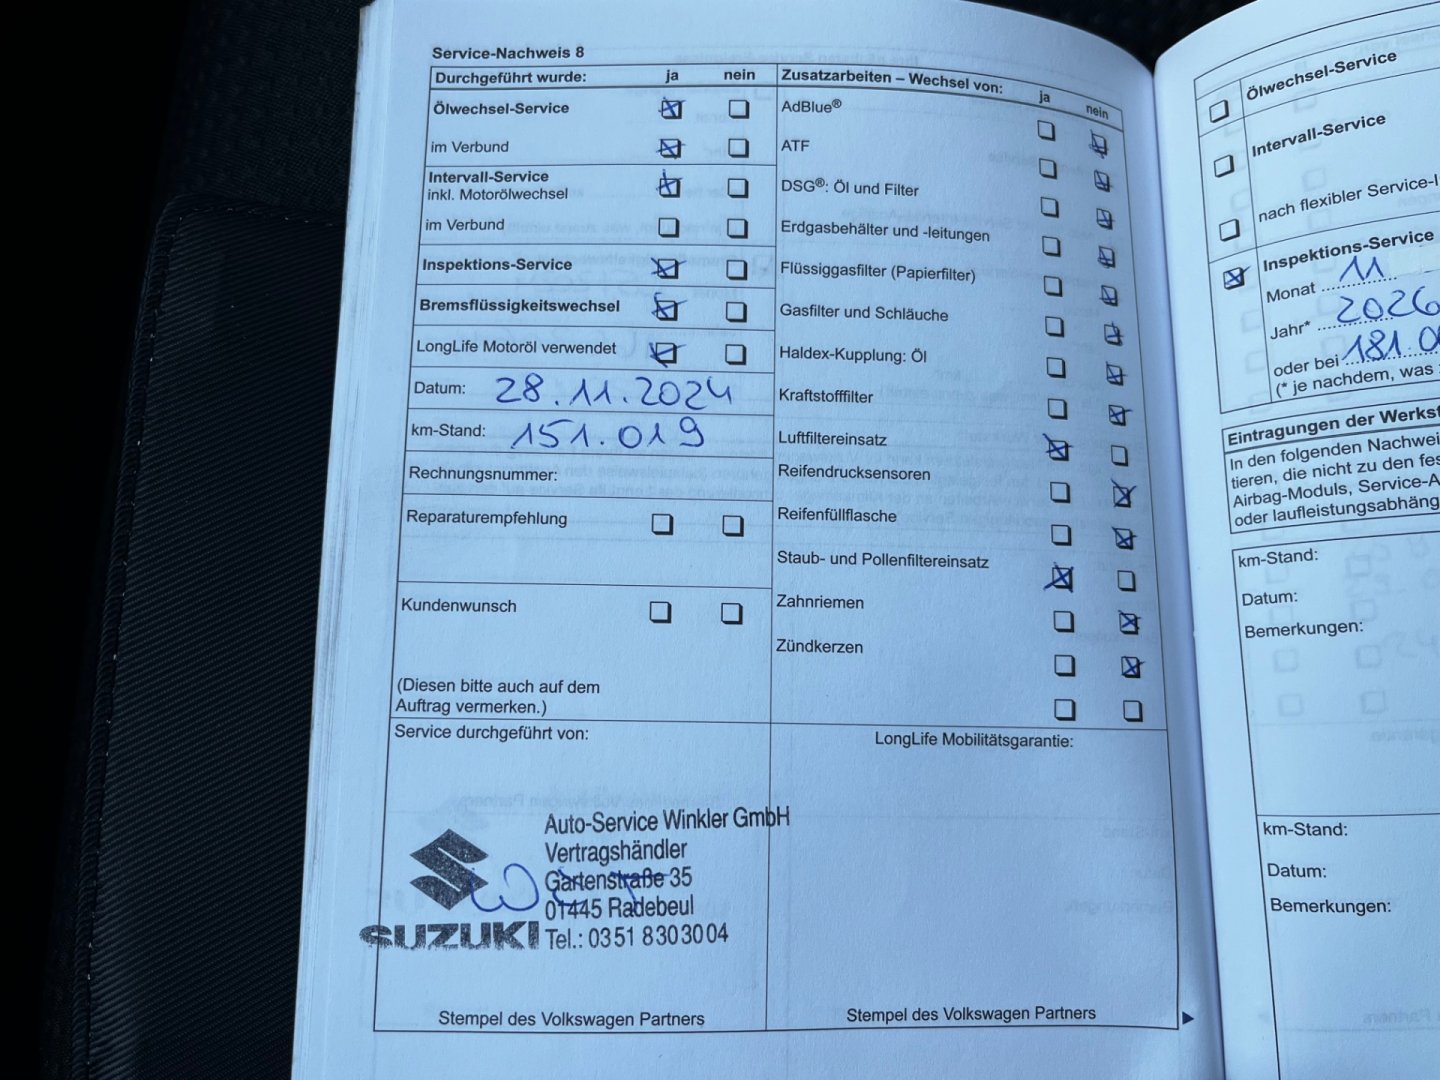 Service-Nachweis 8
Durchgeführt wurde: ja nein
Ölwechsel-Service
im Verbund
Intervall-Service
inkl. Motorölwechsel
im Verbund
Inspektions-Service
Bremsflüssigkeitswechsel
LongLife Motoröl verwendet
Datum: 28.11.2024
km-Stand: 151.019
Rechnungsnummer:
Reparaturempfehlung
Kundenwunsch
(Diesen bitte auch auf dem
Auftrag vermerken.)
Service durchgeführt von:
Auto-Service Winkler GmbH
Vertragshändler
Gartenstraße 35
01445 Radebeul
SUZUKI Tel.: 0351 8303004
Stempel des Volkswagen Partners
Zusatzarbeiten – Wechsel von: ja nein
AdBlue®
ATF
DSG®: Öl und Filter
Erdgasbehälter und -leitungen
Flüssiggasfilter (Papierfilter)
Gasfilter und Schläuche
Haldex-Kupplung: Öl
Kraftstofffilter
Luftfiltereinsatz
Reifendrucksensoren
Reifenfüllflasche
Staub- und Pollenfiltereinsatz
Zahnriemen
Zündkerzen
LongLife Mobilitätsgarantie:
Stempel des Volkswagen Partners
Ölwechsel-Service
Intervall-Service
nach flexibler Service-I
Inspektions-Service
Monat 11
Jahr* 2026
oder bei 181.0
(* je nachdem, was
Eintragungen der Werkst
In den folgenden Nachwei
tieren, die nicht zu den fes
Airbag-Moduls, Service-A
oder laufleistungsabhäng
km-Stand:
Datum:
Bemerkungen:
km-Stand:
Datum:
Bemerkungen: